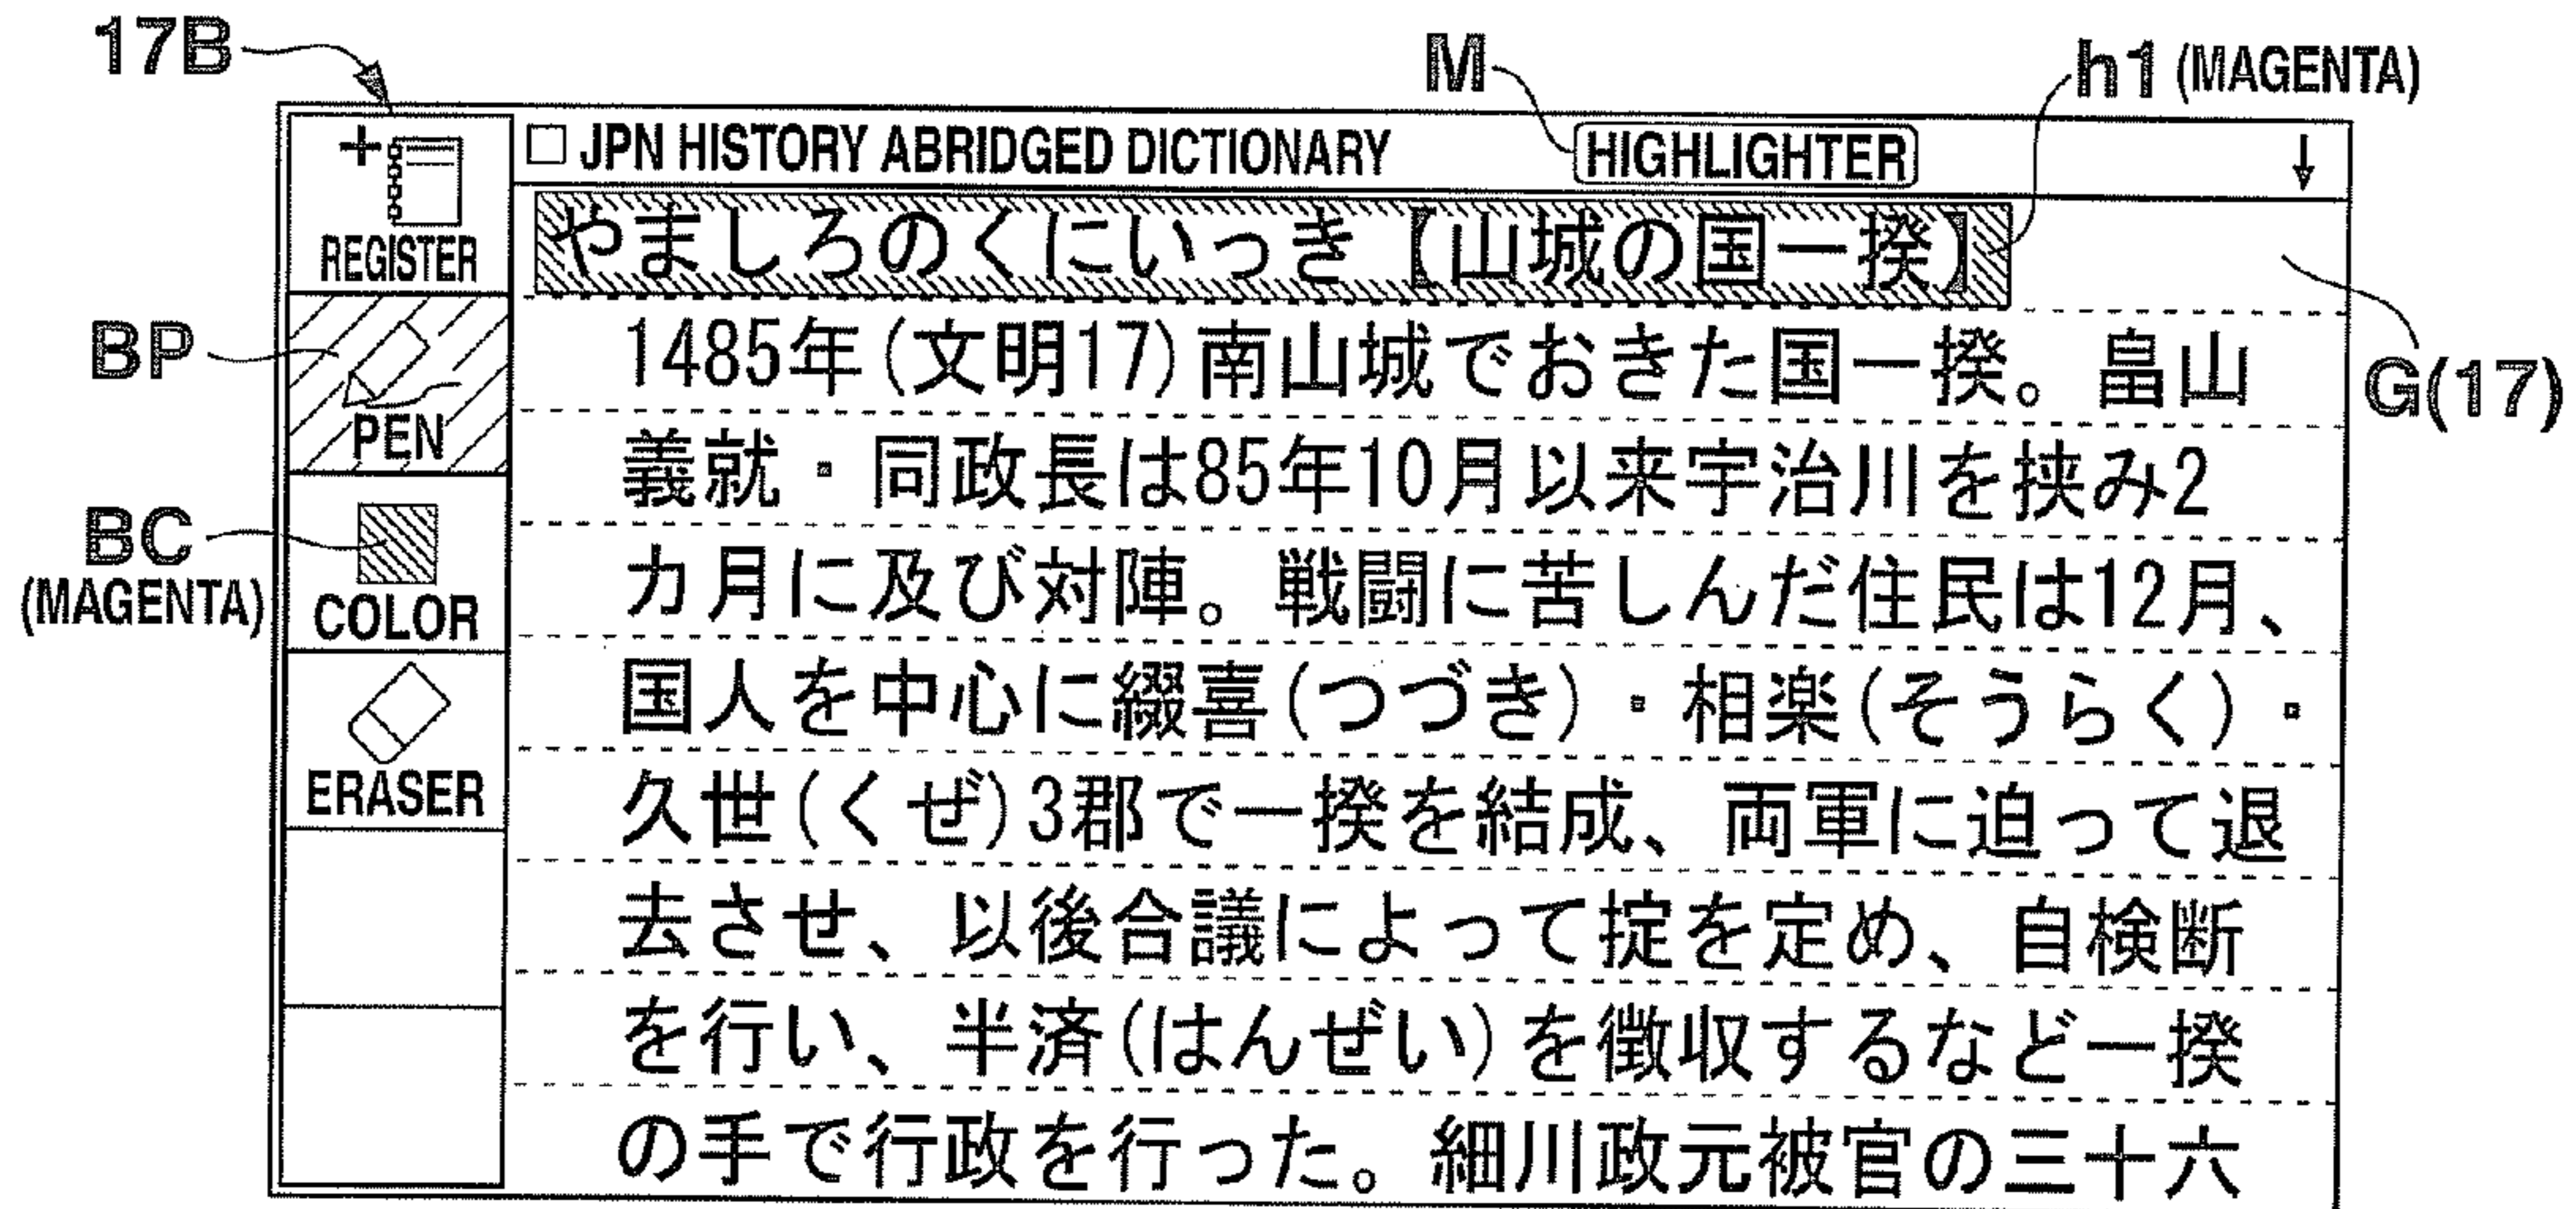 17B
M
h1 (MAGENTA)
□ JPN HISTORY ABRIDGED DICTIONARY
HIGHLIGHTER
↓
+
REGISTER
BP
PEN
BC
(MAGENTA)
COLOR
ERASER
G(17)
やましろのくにいっき【山城の国一揆】
1485年(文明17)南山城でおきた国一揆。畠山
義就・同政長は85年10月以来宇治川を挟み2
カ月に及び対陣。戦闘に苦しんだ住民は12月、
国人を中心に綴喜(つづき)・相楽(そうらく)・
久世(くぜ)3郡で一揆を結成、両軍に迫って退
去させ、以後合議によって掟を定め、自検断
を行い、半済(はんぜい)を徴収するなど一揆
の手で行政を行った。細川政元被官の三十六